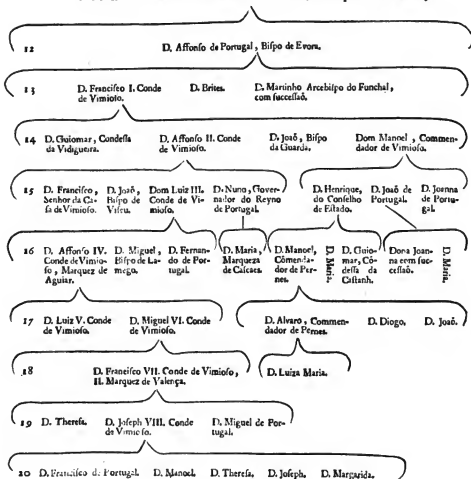 12 D. Affonso de Portugal, Bispo de Evora.
13 D. Francisco I. Conde de Vimioso. D. Brites. D. Martinho Arcebispo do Funchal, com successaõ.
14 D. Guiomar, Condessa da Vidigueira. D. Affonso II. Conde de Vimioso. D. Joaõ, Bispo da Guarda. Dom Manoel, Commendador de Vimioso.
15 D. Francisco, Senhor da Casa de Vimioso. D. Joaõ, Bispo de Viseu. Dom Luiz III. Conde de Vimioso. D. Nuno, Governador do Reyno de Portugal. D. Henrique, do Conselho de Estado. D. Joaõ de Portugal. D. Joanna de Portugal.
16 D. Affonso IV. Conde de Vimioso, Marquez de Aguiar. D. Miguel, Bispo de Lamego. D. Fernando de Portugal. D. Maria, Marqueza de Cascaes. D. Manoel, Cõmendador de Pernes. D. Maria. D. Guiomar, Cõdessa da Castanh. Dona Joanna com successaõ. D. Maria.
17 D. Luiz V. Conde de Vimioso. D. Miguel VI. Conde de Vimioso. D. Alvaro, Commendador de Pernes. D. Diogo. D. Joaõ.
18 D. Francisco VII. Conde de Vimioso, II. Marquez de Valença. D. Luiza Maria.
19 D. Theresa. D. Joseph VIII. Conde de Vimioso. D. Miguel de Portugal.
20 D. Francisco de Portugal. D. Manoel. D. Theresa. D. Joseph. D. Margarida.